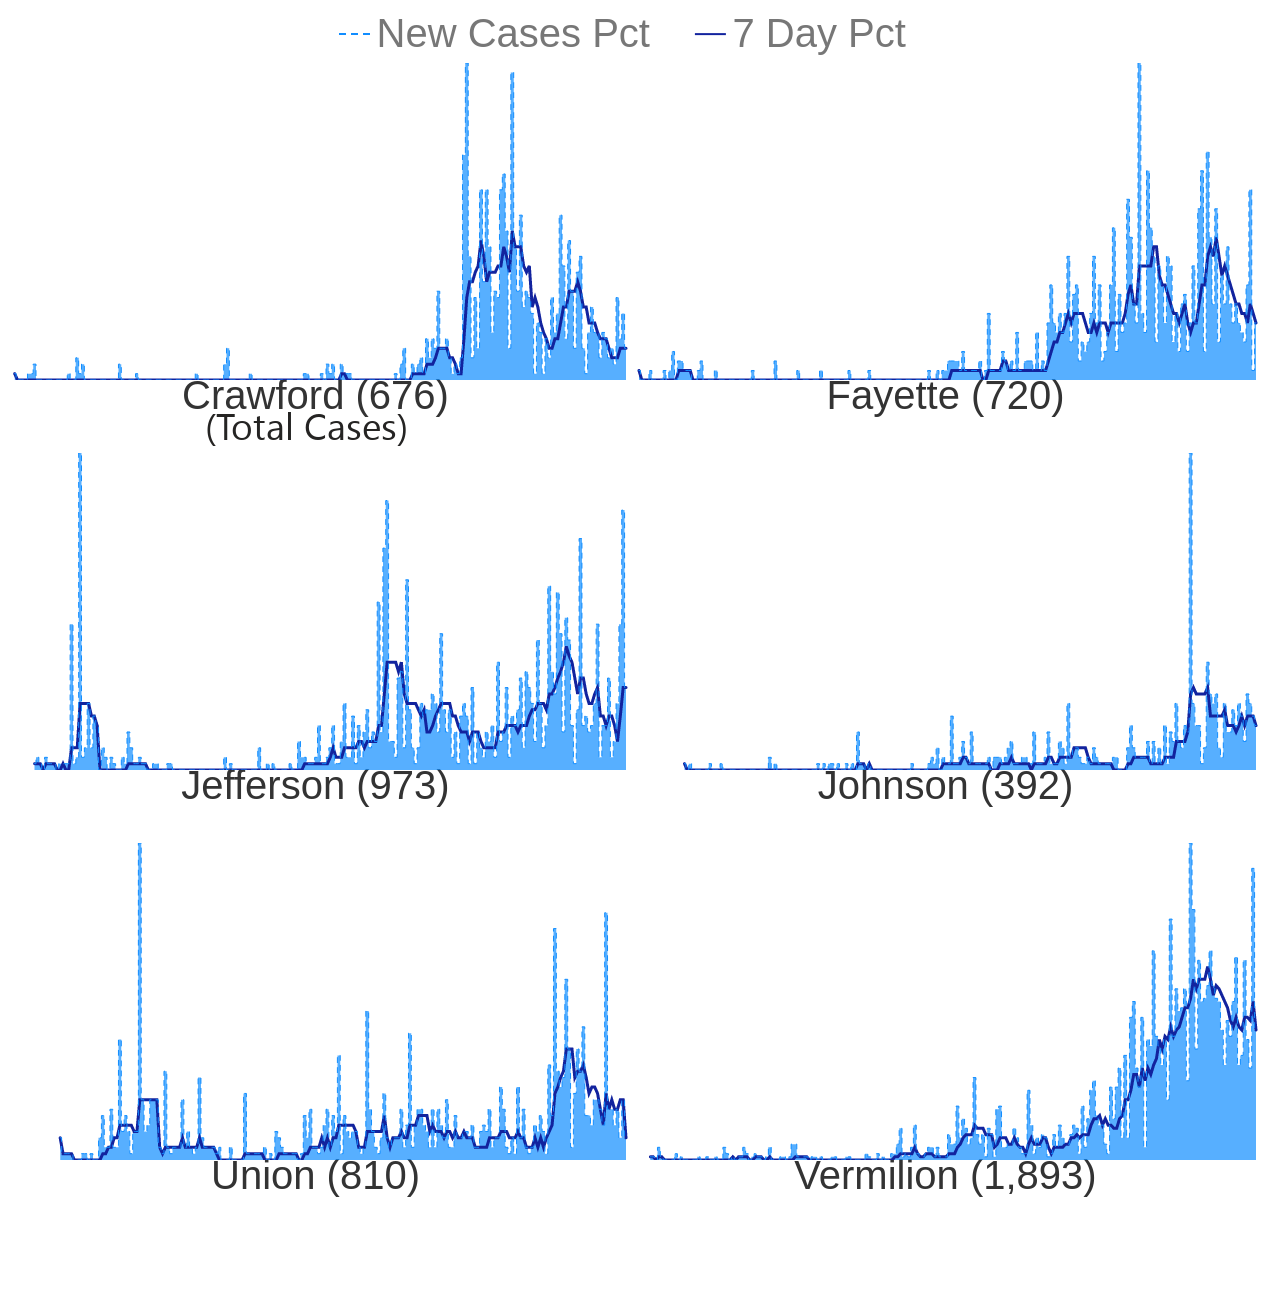 New Cases Pct 7 Day Pct
Crawford (676) Fayette (720)
(Total Cases)
Jefferson (973) Johnson (392)
Union (810) Vermilion (1,893)